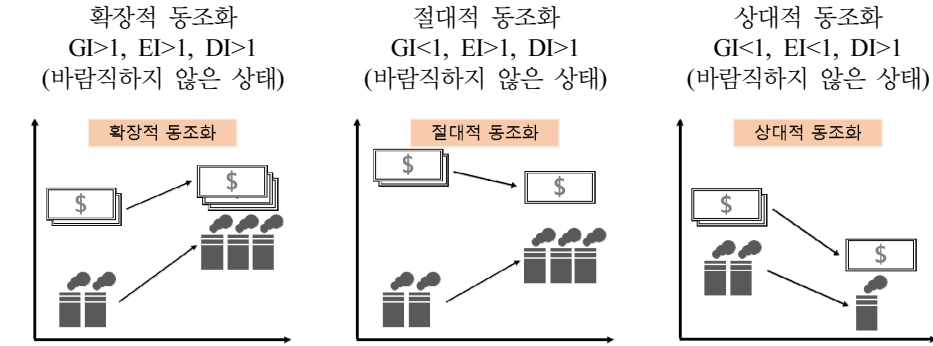 확장적 동조화
GI>1, EI>1, DI>1
(바람직하지 않은 상태)
확장적 동조화
$
$
절대적 동조화
GI<1, EI>1, DI>1
(바람직하지 않은 상태)
절대적 동조화
$
$
상대적 동조화
GI<1, EI<1, DI>1
(바람직하지 않은 상태)
상대적 동조화
$
$